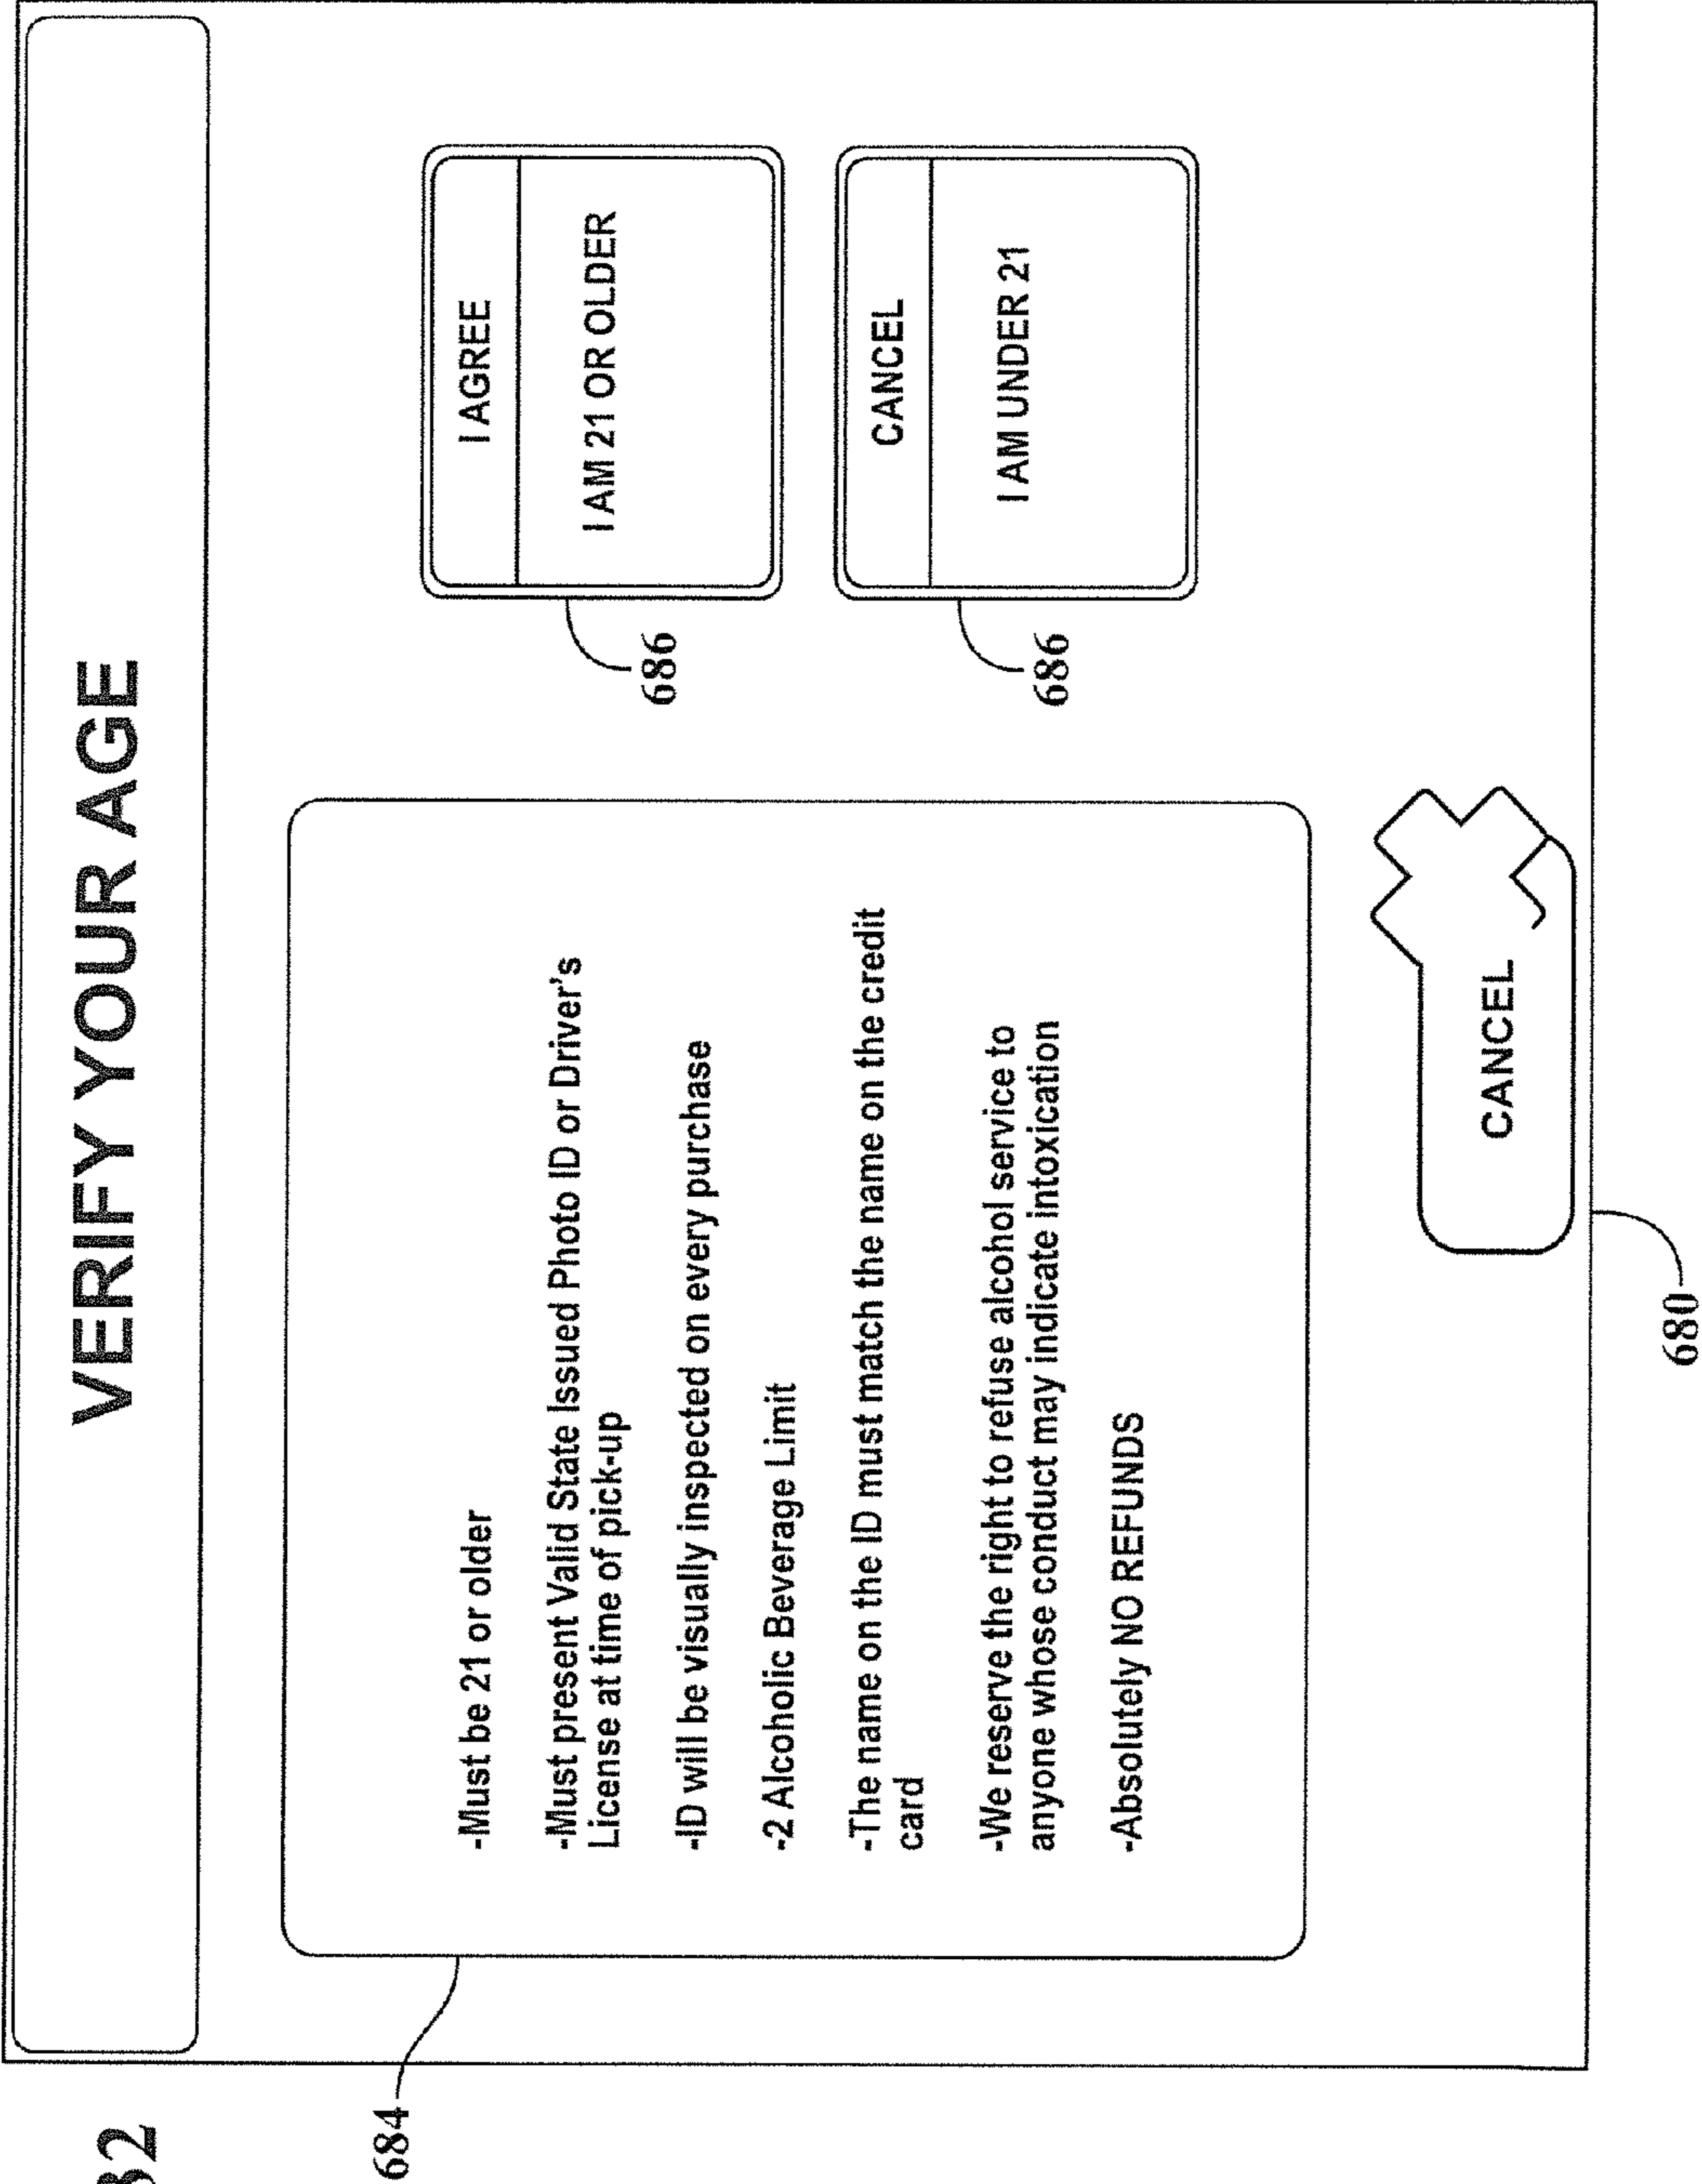 VERIFY YOUR AGE
-Must be 21 or older
-Must present Valid State Issued Photo ID or Driver's
License at time of pick-up
-ID will be visually inspected on every purchase
-2 Alcoholic Beverage Limit
-The name on the ID must match the name on the credit
card
-We reserve the right to refuse alcohol service to
anyone whose conduct may indicate intoxication
-Absolutely NO REFUNDS
684
I AGREE
I AM 21 OR OLDER
686
CANCEL
I AM UNDER 21
686
CANCEL
680